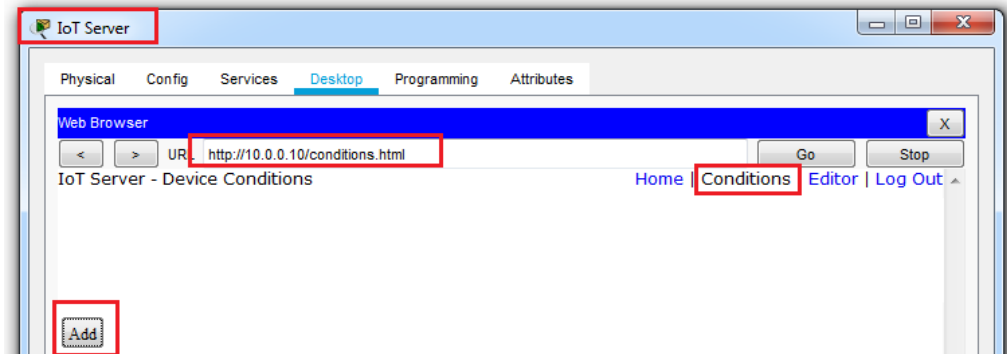 IoT Server
Physical Config Services Desktop Programming Attributes
Web Browser X
< > URL http://10.0.0.10/conditions.html Go Stop
IoT Server - Device Conditions Home | Conditions Editor | Log Out
Add